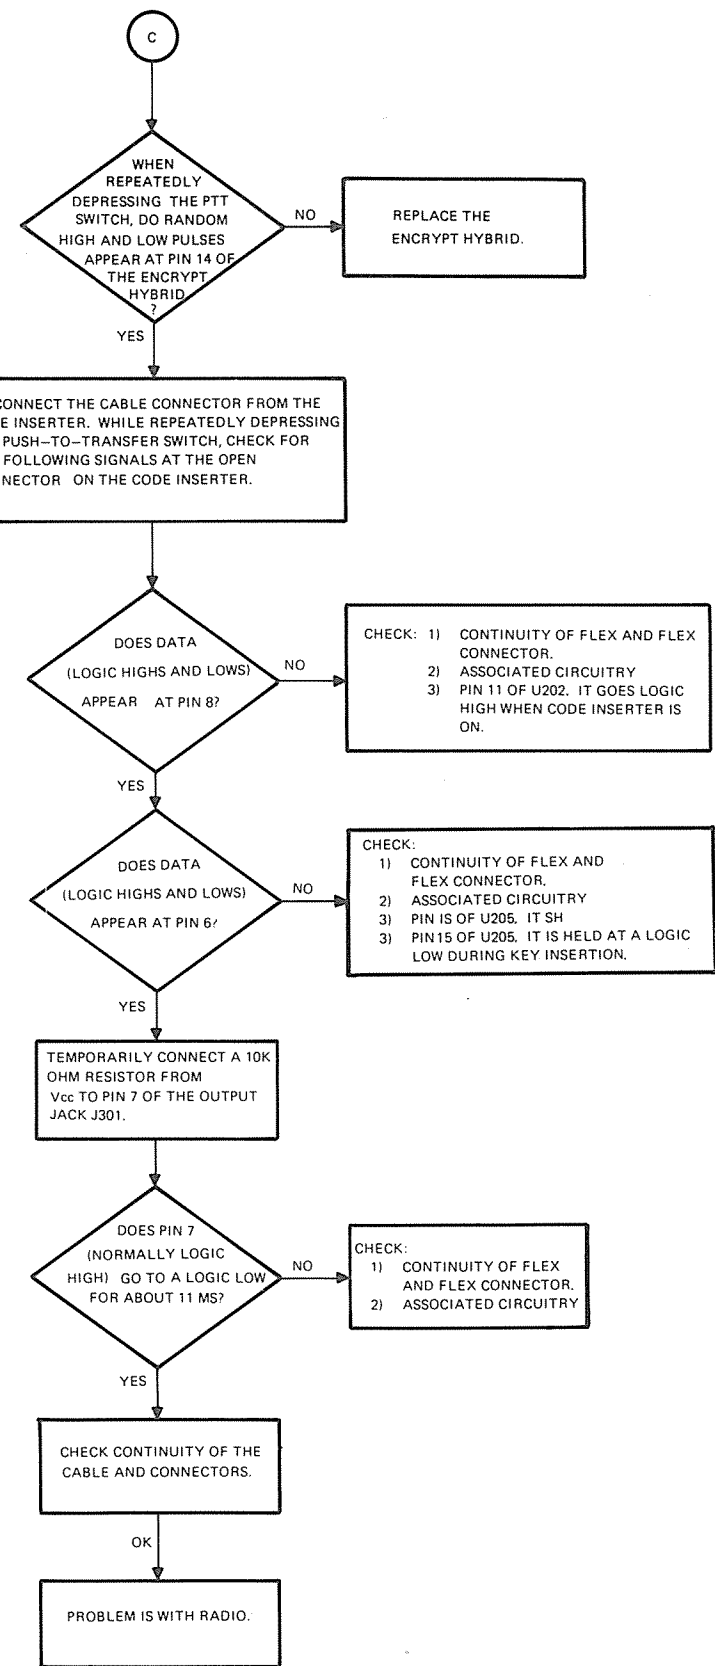 C
WHEN
REPEATEDLY
DEPRESSING THE PTT
SWITCH, DO RANDOM
HIGH AND LOW PULSES
APPEAR AT PIN 14 OF
THE ENCRYPT
HYBRID
?
NO
REPLACE THE
ENCRYPT HYBRID.
YES
CONNECT THE CABLE CONNECTOR FROM THE
E INSERTER. WHILE REPEATEDLY DEPRESSING
PUSH-TO-TRANSFER SWITCH, CHECK FOR
FOLLOWING SIGNALS AT THE OPEN
NECTOR ON THE CODE INSERTER.
DOES DATA
(LOGIC HIGHS AND LOWS)
APPEAR AT PIN 8?
NO
CHECK: 1) CONTINUITY OF FLEX AND FLEX
CONNECTOR.
2) ASSOCIATED CIRCUITRY
3) PIN 11 OF U202. IT GOES LOGIC
HIGH WHEN CODE INSERTER IS
ON.
YES
DOES DATA
(LOGIC HIGHS AND LOWS)
APPEAR AT PIN 6?
NO
CHECK:
1) CONTINUITY OF FLEX AND
FLEX CONNECTOR.
2) ASSOCIATED CIRCUITRY
3) PIN IS OF U205. IT SH
3) PIN 15 OF U205. IT IS HELD AT A LOGIC
LOW DURING KEY INSERTION.
YES
TEMPORARILY CONNECT A 10K
OHM RESISTOR FROM
Vcc TO PIN 7 OF THE OUTPUT
JACK J301.
DOES PIN 7
(NORMALLY LOGIC
HIGH) GO TO A LOGIC LOW
FOR ABOUT 11 MS?
NO
CHECK:
1) CONTINUITY OF FLEX
AND FLEX CONNECTOR.
2) ASSOCIATED CIRCUITRY
YES
CHECK CONTINUITY OF THE
CABLE AND CONNECTORS.
OK
PROBLEM IS WITH RADIO.